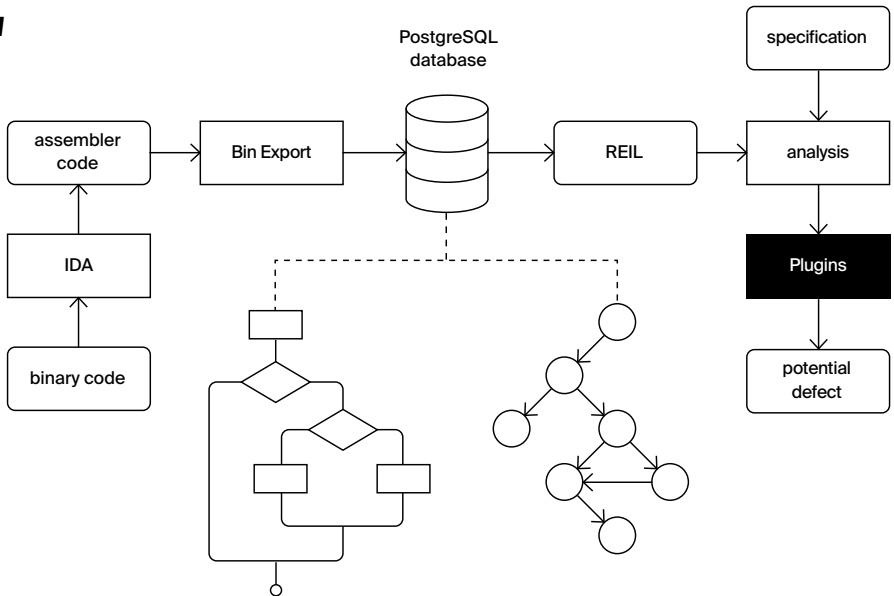 PostgreSQL
database
specification
assembler
code
Bin Export
REIL
analysis
IDA
Plugins
binary code
potential
defect